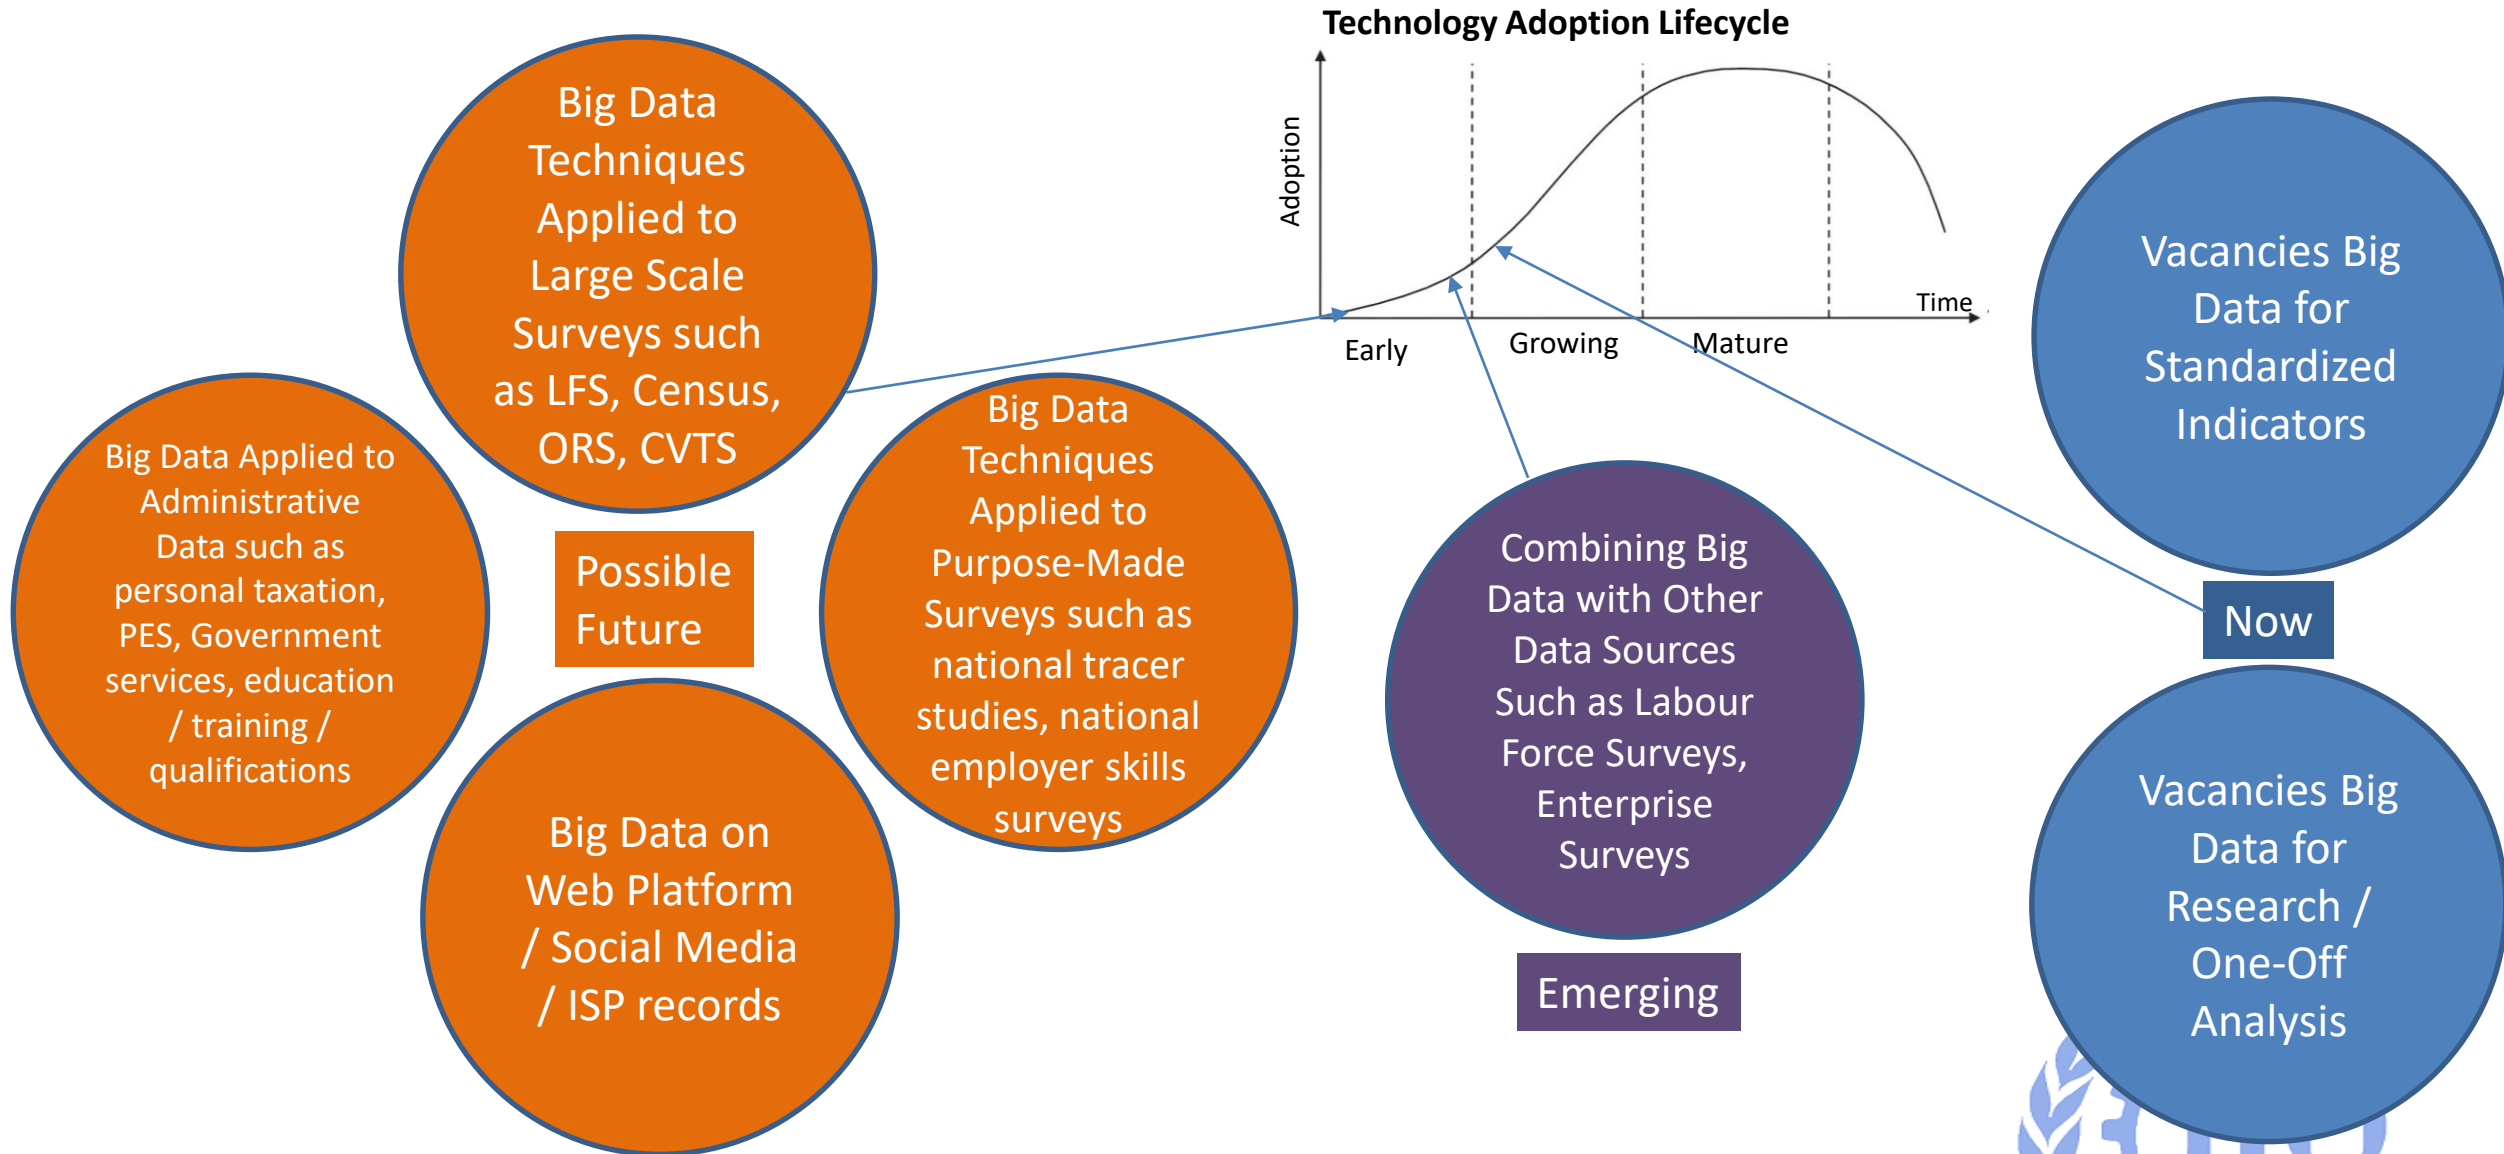 Technology Adoption Lifecycle
Adoption
Time
Early
Growing
Mature
Big Data
Techniques
Applied to
Large Scale
Surveys such
as LFS, Census,
ORS, CVTS
Big Data Applied to
Administrative
Data such as
personal taxation,
PES, Government
services, education
/ training /
qualifications
Possible
Future
Big Data
Techniques
Applied to
Purpose-Made
Surveys such as
national tracer
studies, national
employer skills
surveys
Big Data on
Web Platform
/ Social Media
/ ISP records
Combining Big
Data with Other
Data Sources
Such as Labour
Force Surveys,
Enterprise
Surveys
Emerging
Vacancies Big
Data for
Standardized
Indicators
Now
Vacancies Big
Data for
Research /
One-Off
Analysis